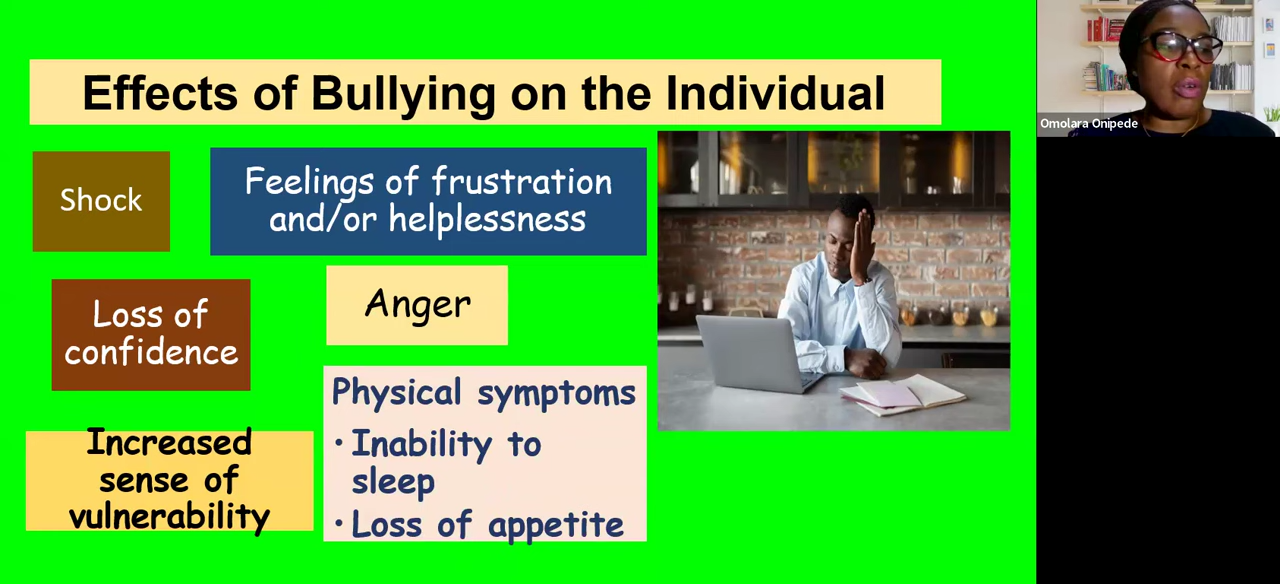 Effects of Bullying on the Individual
Omolara Onipede
Shock
Feelings of frustration
and/or helplessness
Loss of
confidence
Anger
Increased
sense of
vulnerability
Physical symptoms
• Inability to
sleep
• Loss of appetite